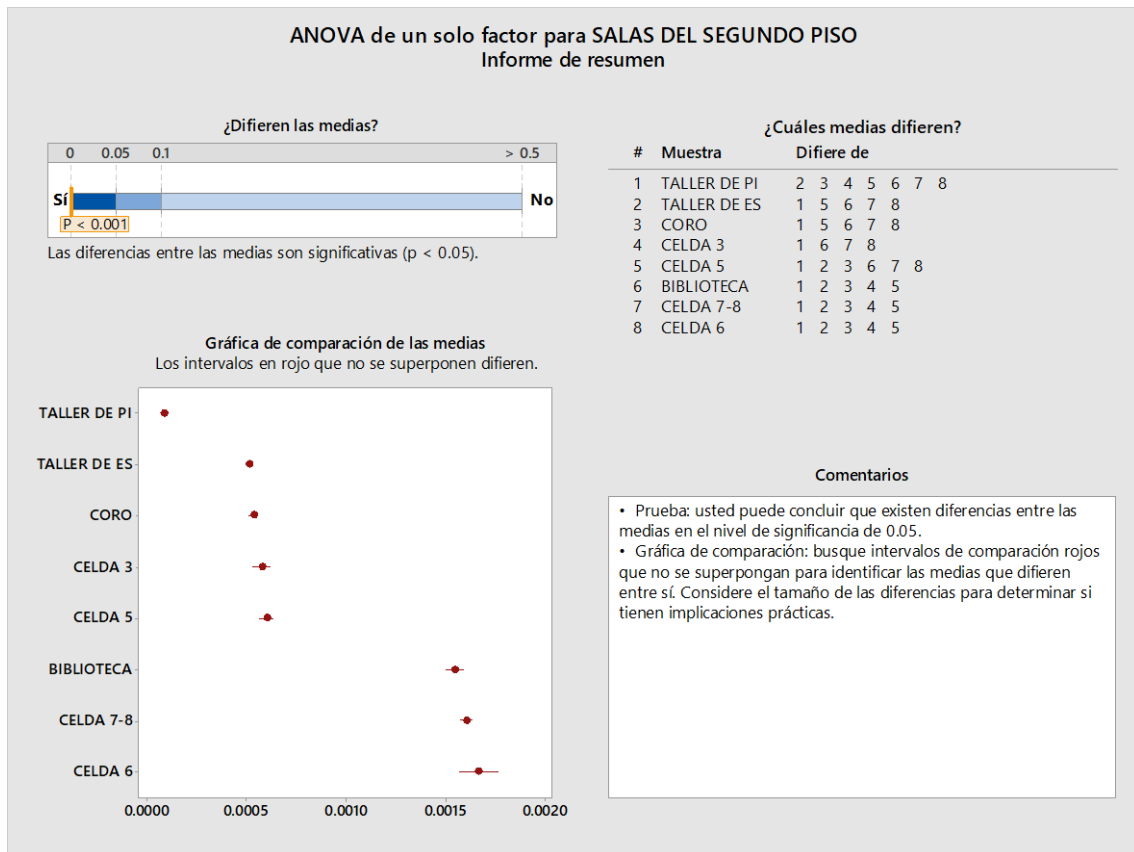 ANOVA de un solo factor para SALAS DEL SEGUNDO PISO
Informe de resumen
¿Difieren las medias?
0 0.05 0.1 > 0.5
Sí No
P < 0.001
Las diferencias entre las medias son significativas (p < 0.05).
¿Cuáles medias difieren?
# Muestra Difiere de
1 TALLER DE PI 2 3 4 5 6 7 8
2 TALLER DE ES 1 5 6 7 8
3 CORO 1 5 6 7 8
4 CELDA 3 1 6 7 8
5 CELDA 5 1 2 3 6 7 8
6 BIBLIOTECA 1 2 3 4 5
7 CELDA 7-8 1 2 3 4 5
8 CELDA 6 1 2 3 4 5
Gráfica de comparación de las medias
Los intervalos en rojo que no se superponen difieren.
TALLER DE PI
TALLER DE ES
CORO
CELDA 3
CELDA 5
BIBLIOTECA
CELDA 7-8
CELDA 6
0.0000 0.0005 0.0010 0.0015 0.0020
Comentarios
• Prueba: usted puede concluir que existen diferencias entre las
medias en el nivel de significancia de 0.05.
• Gráfica de comparación: busque intervalos de comparación rojos
que no se superpongan para identificar las medias que difieren
entre sí. Considere el tamaño de las diferencias para determinar si
tienen implicaciones prácticas.